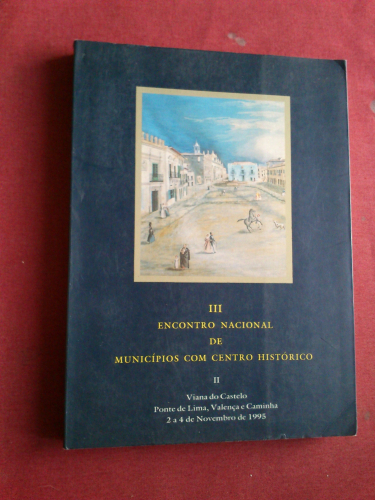 III
ENCONTRO NACIONAL
DE
MUNICÍPIOS COM CENTRO HISTÓRICO
II
Viana do Castelo
Ponte de Lima, Valença e Caminha
2 a 4 de Novembro de 1995